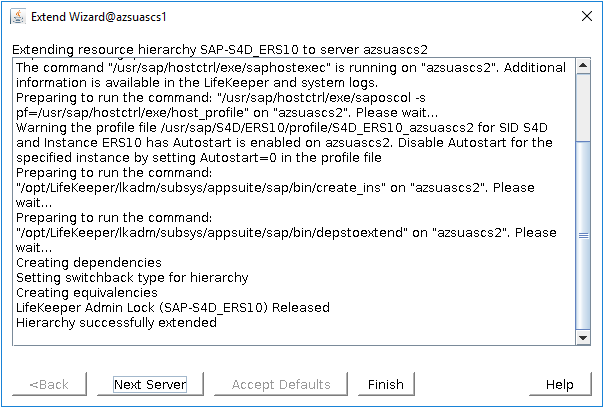 Extend Wizard@azsuascs1
Extending resource hierarchy SAP-S4D_ERS10 to server azsuascs2
The command "/usr/sap/hostctrl/exe/saphostexec" is running on "azsuascs2". Additional
information is available in the LifeKeeper and system logs.
Preparing to run the command: "/usr/sap/hostctrl/exe/saposcol -s
pf=/usr/sap/hostctrl/exe/host_profile" on "azsuascs2". Please wait...
Warning the profile file /usr/sap/S4D/ERS10/profile/S4D_ERS10_azsuascs2 for SID S4D
and Instance ERS10 has Autostart is enabled on azsuascs2. Disable Autostart for the
specified instance by setting Autostart=0 in the profile file
Preparing to run the command:
"/opt/LifeKeeper/lkadm/subsys/appsuite/sap/bin/create_ins" on "azsuascs2". Please
wait...
Preparing to run the command:
"/opt/LifeKeeper/lkadm/subsys/appsuite/sap/bin/depstoextend" on "azsuascs2". Please
wait...
Creating dependencies
Setting switchback type for hierarchy
Creating equivalencies
LifeKeeper Admin Lock (SAP-S4D_ERS10) Released
Hierarchy successfully extended
<Back Next Server Accept Defaults Finish Help